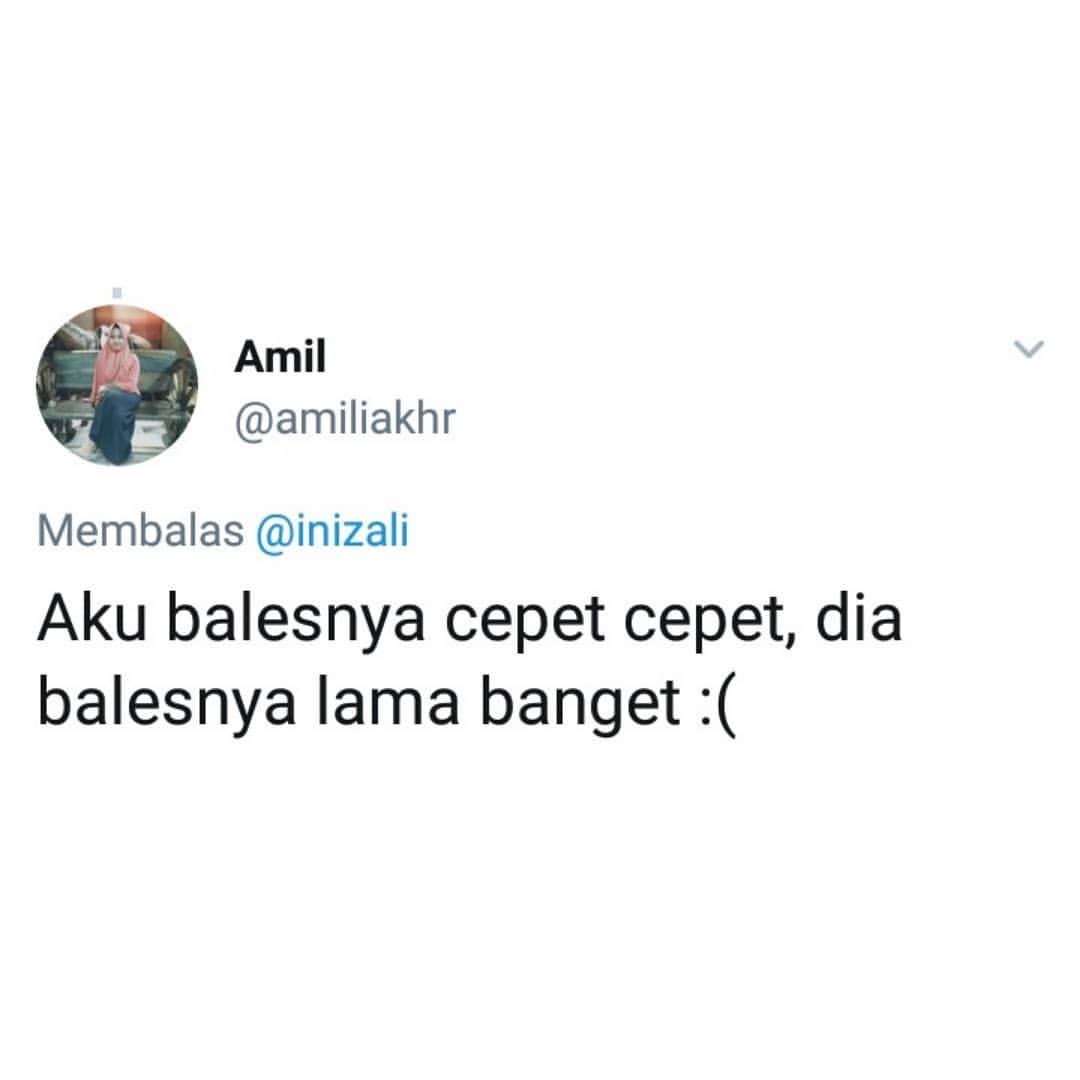 Amil
@amiliakhr
Membalas @inizali
Aku balesnya cepet cepet, dia
balesnya lama banget :(